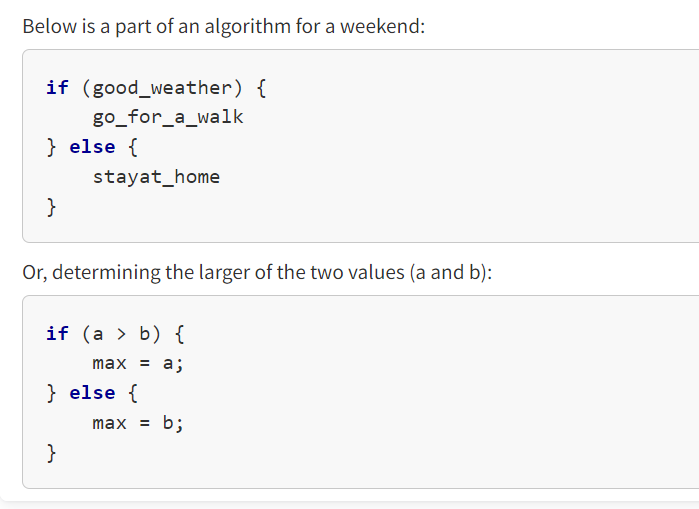 Below is a part of an algorithm for a weekend:
if (good_weather) {
    go_for_a_walk
} else {
    stayat_home
}
Or, determining the larger of the two values (a and b):
if (a > b) {
    max = a;
} else {
    max = b;
}